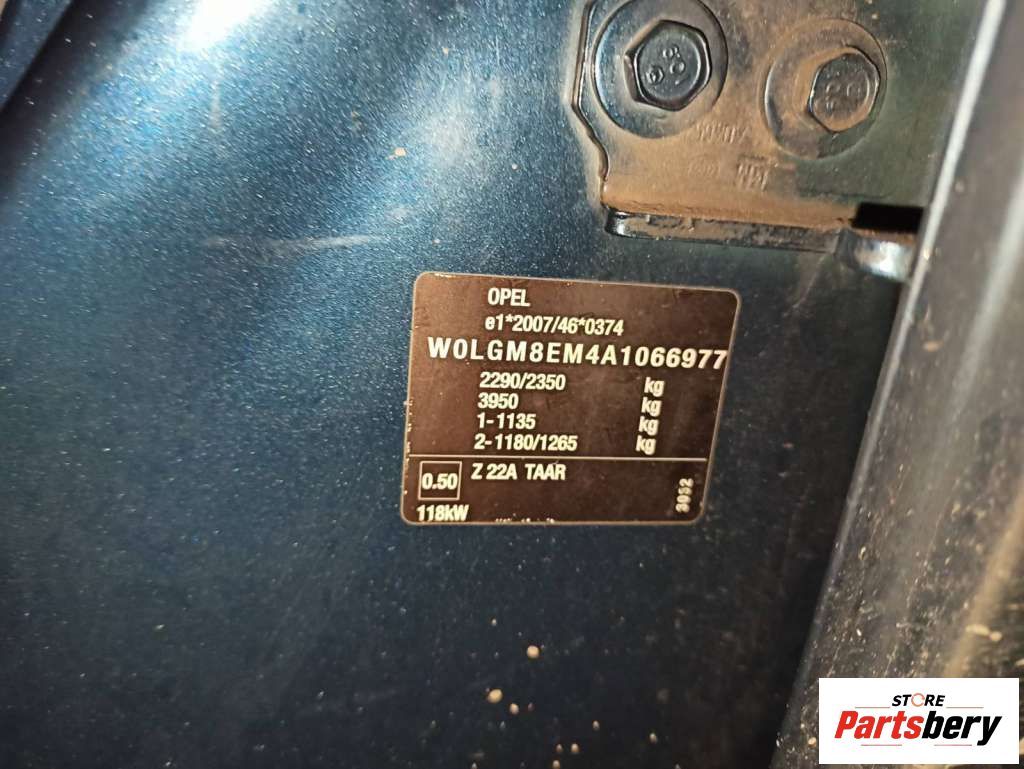 OPEL
e1*2007/46*0374
W0LGM8EM4A1066977
2290/2350 kg
3950 kg
1-1135 kg
2-1180/1265 kg
0.50 Z 22A TAAR
118kW
3032
STORE
Partsbery